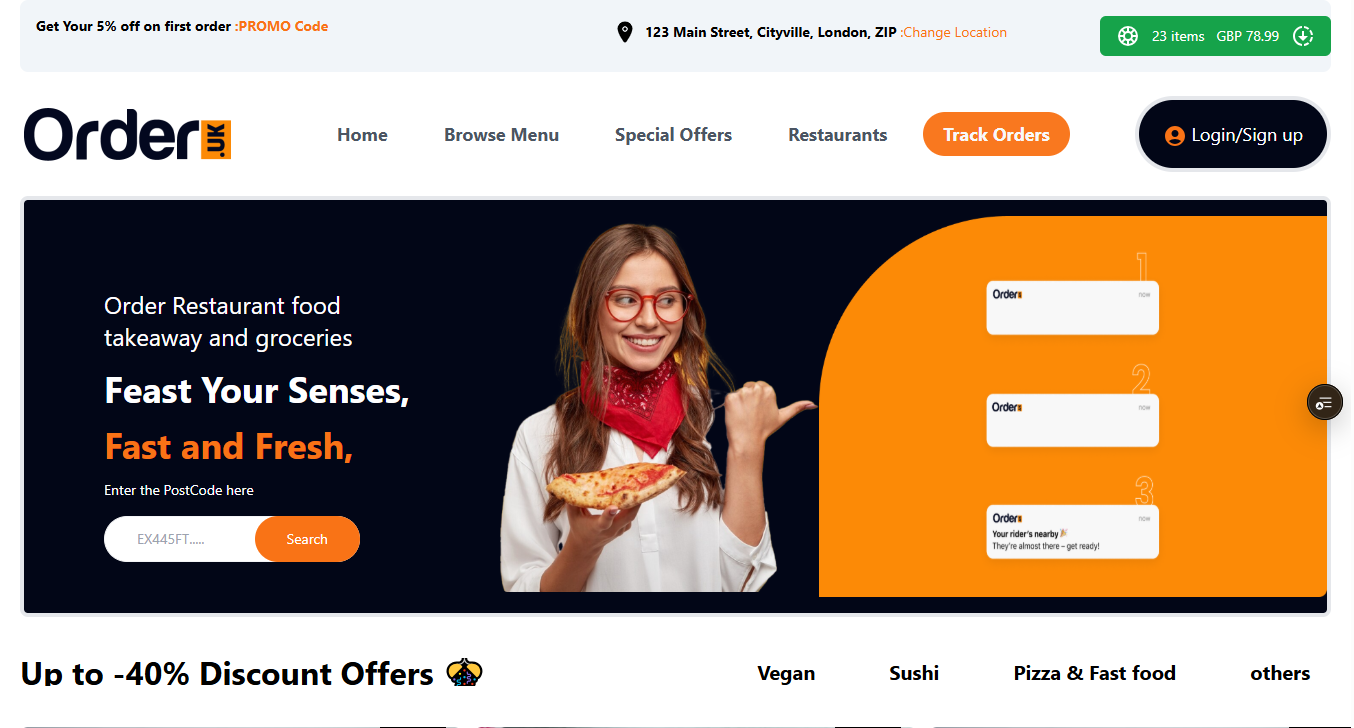 Get Your 5% off on first order :PROMO Code
123 Main Street, Cityville, London, ZIP :Change Location
23 items GBP 78.99
Order.UK
Home
Browse Menu
Special Offers
Restaurants
Track Orders
Login/Sign up
Order Restaurant food
takeaway and groceries
Feast Your Senses,
Fast and Fresh,
Enter the PostCode here
EX445FT.....
Search
1
Order
now
2
Order
now
3
Order
now
Your rider's nearby 🎉
They're almost there – get ready!
Up to -40% Discount Offers
Vegan
Sushi
Pizza & Fast food
others